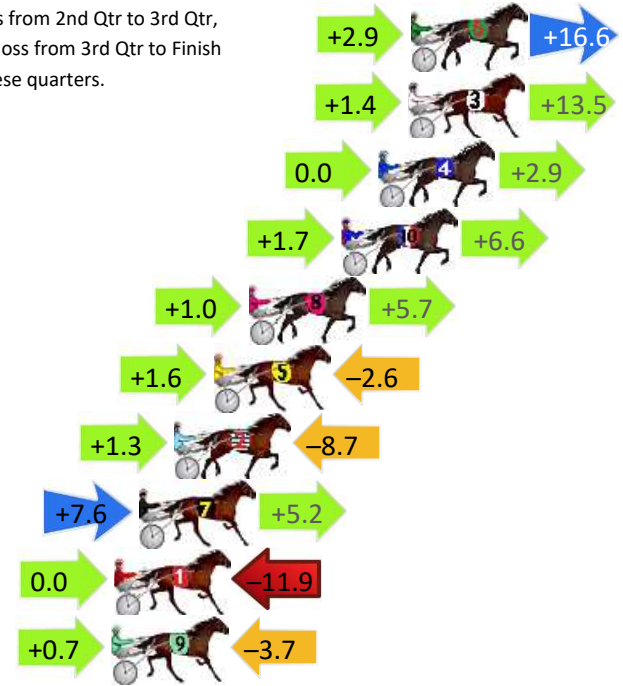 s from 2nd Qtr to 3rd Qtr,
oss from 3rd Qtr to Finish
ese quarters.
+2.9 6 +16.6
+1.4 3 +13.5
0.0 4 +2.9
+1.7 10 +6.6
+1.0 8 +5.7
+1.6 5 –2.6
+1.3 2 –8.7
+7.6 7 +5.2
0.0 1 –11.9
+0.7 9 –3.7